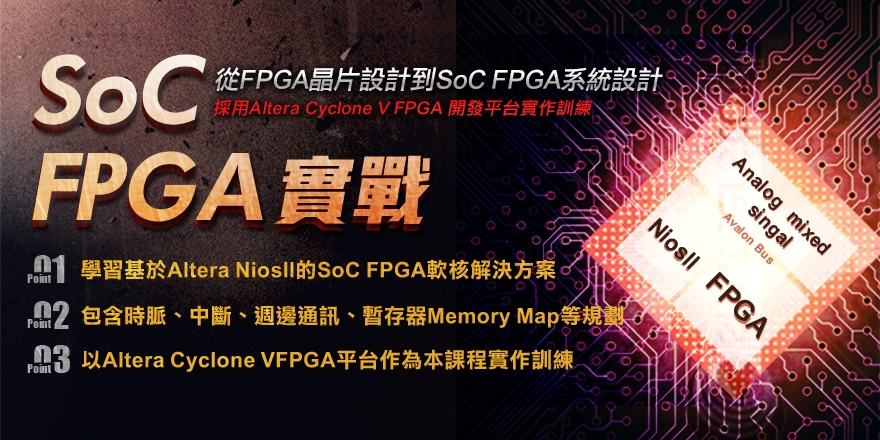 SoC
從FPGA晶片設計到SoC FPGA系統設計
採用Altera Cyclone V FPGA 開發平台實作訓練
FPGA 實戰
01 Point 學習基於Altera NiosII的SoC FPGA軟核解決方案
02 Point 包含時脈、中斷、週邊通訊、暫存器Memory Map等規劃
03 Point 以Altera Cyclone VFPGA平台作為本課程實作訓練
Analog mixed
singal
Avalon Bus
NiosII
FPGA